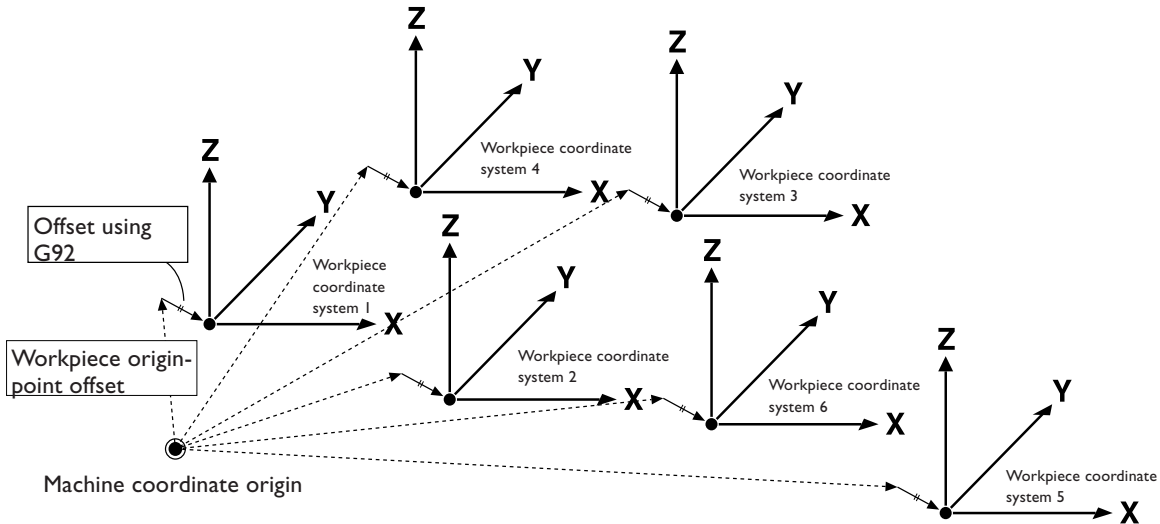 Z
Y
Workpiece coordinate
system 4
X
Z
Y
Workpiece coordinate
system 3
X
Z
Y
Offset using
G92
Workpiece
coordinate
system 1
X
Z
Y
Workpiece coordinate
system 2
X
Z
Y
Workpiece coordinate
system 6
X
Workpiece origin-
point offset
Machine coordinate origin
Z
Y
Workpiece coordinate
system 5
X